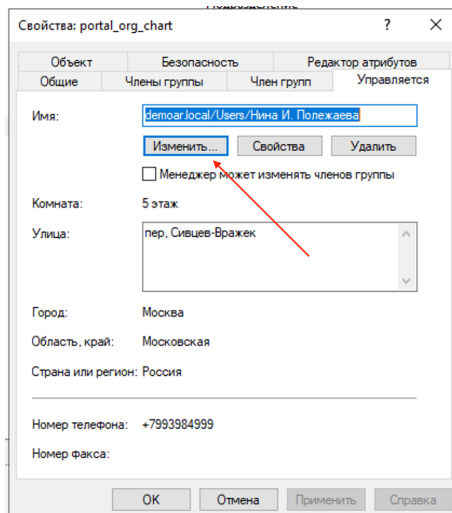 Подразделение
Свойства: portal_org_chart
?
Объект Безопасность Редактор атрибутов
Общие Члены группы Член групп Управляется
Имя: demoar.local/Users/Нина И. Полежаева
Изменить... Свойства Удалить
Менеджер может изменять членов группы
Комната: 5 этаж
Улица: пер, Сивцев-Вражек
Город: Москва
Область, край: Московская
Страна или регион: Россия
Номер телефона: +7993984999
Номер факса:
ОК Отмена Применить Справка